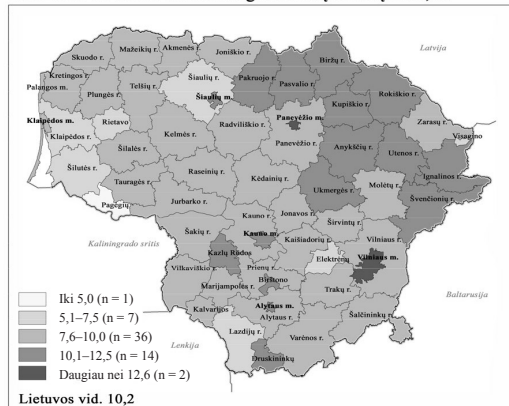 Latvija
Skuodo r.
Mažeikių r.
Akmenės r.
Joniškio r.
Biržų r.
Kretingos r.
Palangos m.
Plungės r.
Telšių r.
Šiaulių r.
Šiaulių m.
Pakruojo r.
Pasvalio r.
Rokiškio r.
Kupiškio r.
Klaipėdos m.
Klaipėdos r.
Rietavo
Kelmės r.
Radviliškio r.
Panevėžio m.
Panevėžio r.
Zarasų r.
Visagino
Šilutės r.
Šilalės r.
Raseinių r.
Kėdainių r.
Anykščių r.
Utenos r.
Ignalinos r.
Tauragės r.
Ukmergės r.
Molėtų r.
Švenčionių r.
Pagėgių
Jurbarko r.
Kauno r.
Jonavos r.
Širvintų r.
Kaliningrado sritis
Šakių r.
Kauno m.
Kaišiadorių r.
Vilniaus r.
Kazlų Rūdos
Elektrėnų
Vilniaus m.
Vilkaviškio r.
Prienų r.
Birštono
Marijampolės r.
Trakų r.
Baltarusija
Iki 5,0 (n = 1)
5,1–7,5 (n = 7)
7,6–10,0 (n = 36)
10,1–12,5 (n = 14)
Daugiau nei 12,6 (n = 2)
Kalvarijos
Alytaus m.
Alytaus r.
Šalčininkų r.
Lazdijų r.
Varėnos r.
Lenkija
Druskininkų
Lietuvos vid. 10,2